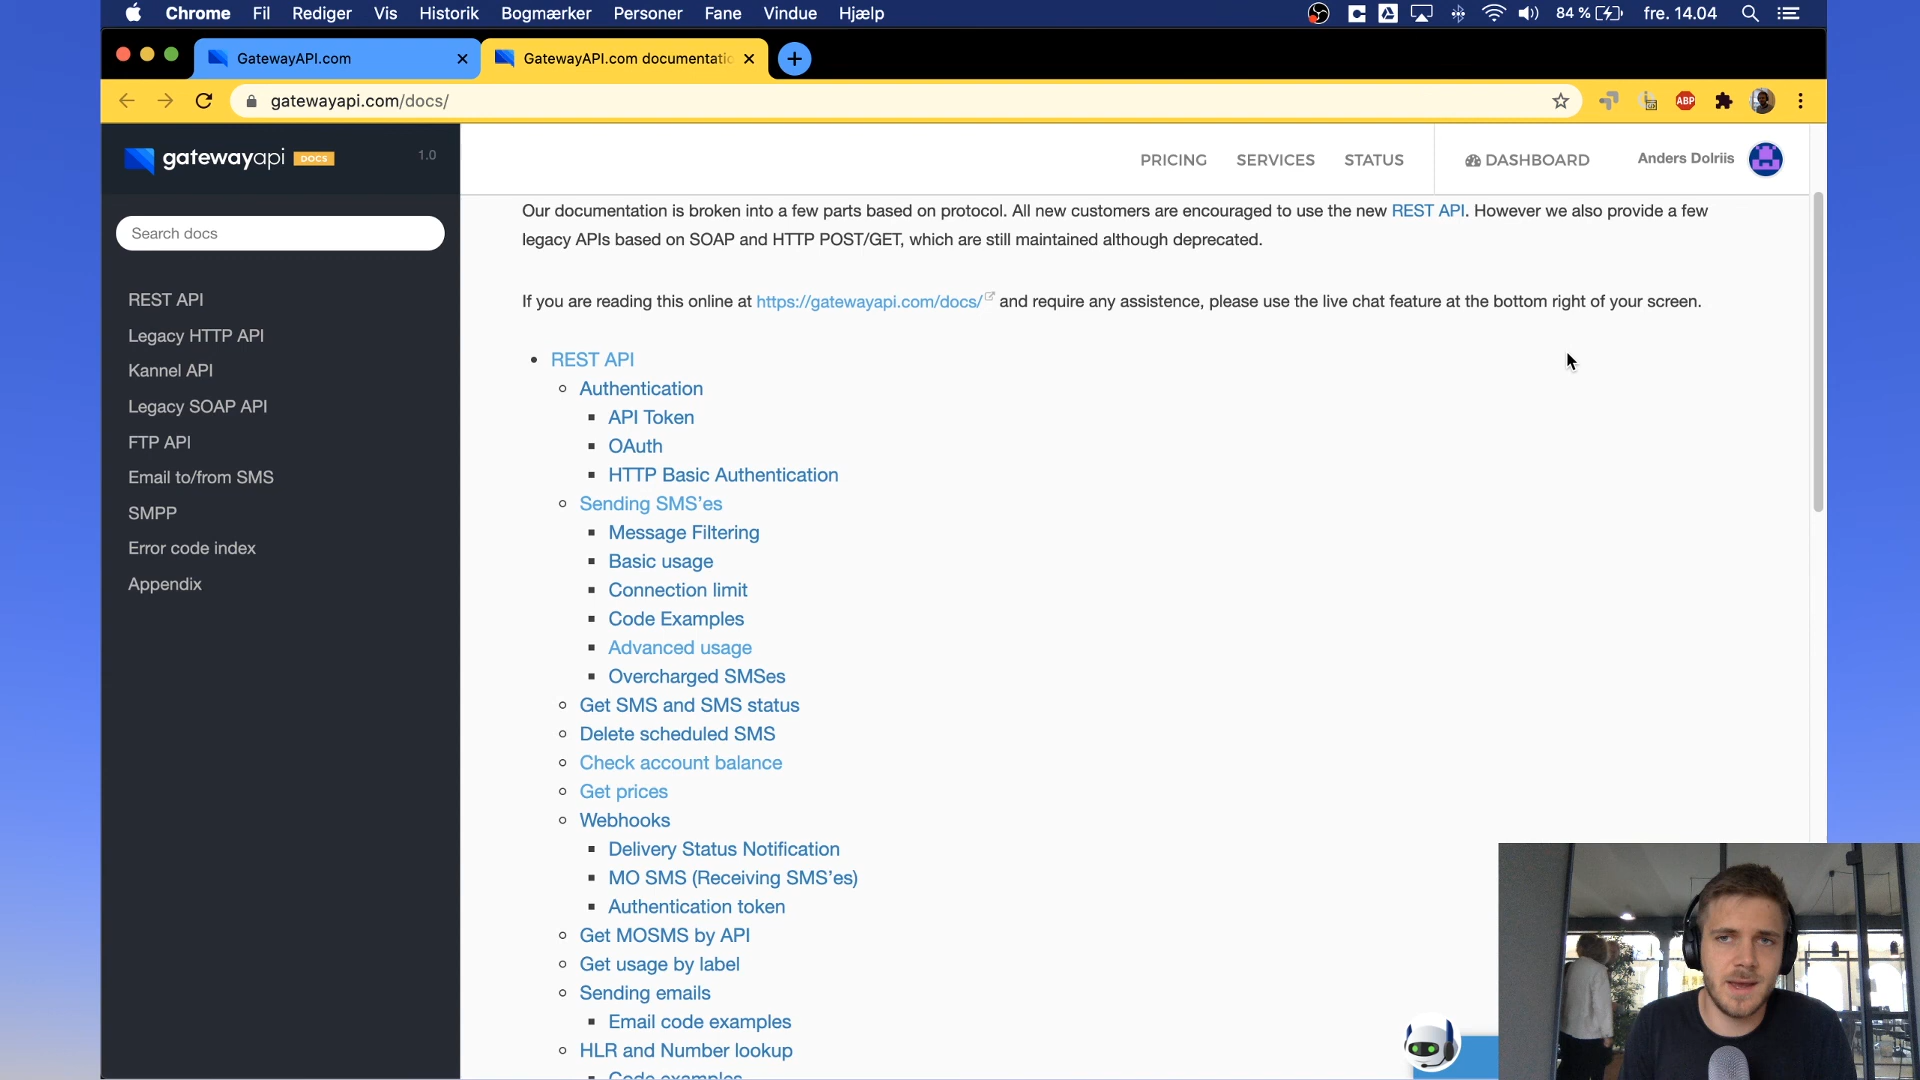 Chrome Fil Rediger Vis Historik Bogmærker Personer Fane Vindue Hjælp 84 % fre. 14.04
GatewayAPI.com GatewayAPI.com documentatio
gatewayapi.com/docs/ ABP
gatewayapi DOCS 1.0
PRICING SERVICES STATUS DASHBOARD Anders Dolriis
Search docs
REST API
Legacy HTTP API
Kannel API
Legacy SOAP API
FTP API
Email to/from SMS
SMPP
Error code index
Appendix
Our documentation is broken into a few parts based on protocol. All new customers are encouraged to use the new REST API. However we also provide a few
legacy APIs based on SOAP and HTTP POST/GET, which are still maintained although deprecated.
If you are reading this online at https://gatewayapi.com/docs/ and require any assistence, please use the live chat feature at the bottom right of your screen.
REST API
Authentication
API Token
OAuth
HTTP Basic Authentication
Sending SMS’es
Message Filtering
Basic usage
Connection limit
Code Examples
Advanced usage
Overcharged SMSes
Get SMS and SMS status
Delete scheduled SMS
Check account balance
Get prices
Webhooks
Delivery Status Notification
MO SMS (Receiving SMS’es)
Authentication token
Get MOSMS by API
Get usage by label
Sending emails
Email code examples
HLR and Number lookup
Code examples